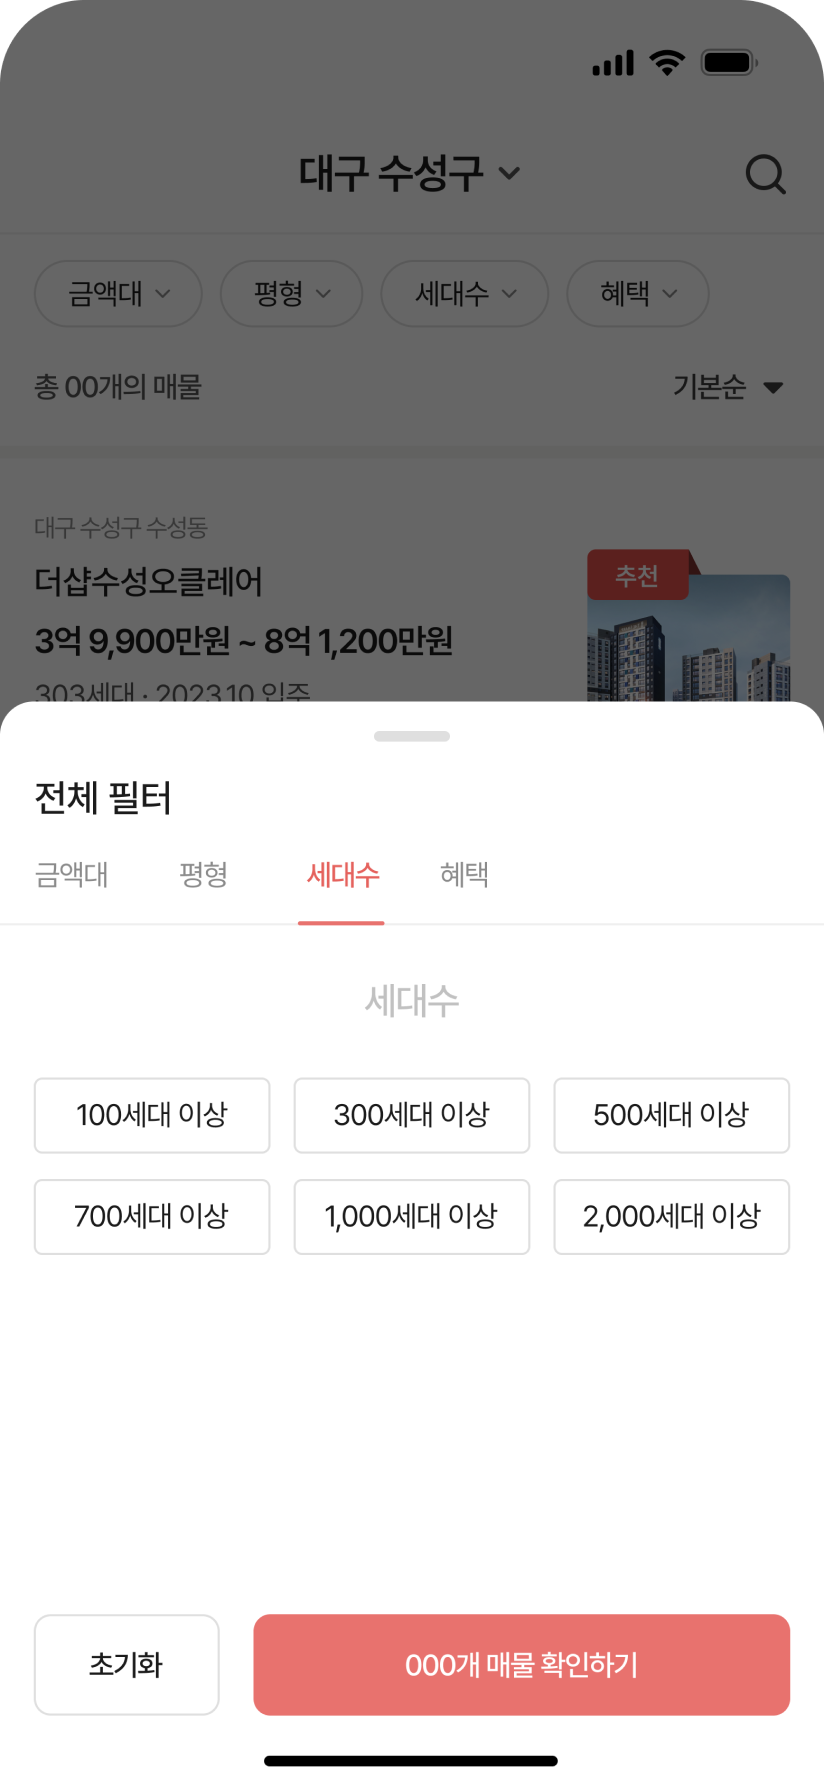 대구 수성구
금액대 평형 세대수 혜택
총 00개의 매물 기본순
대구 수성구 수성동
더샵수성오클레어
추천
3억 9,900만원 ~ 8억 1,200만원
303세대 · 2023.10 입주
전체 필터
금액대 평형 세대수 혜택
세대수
100세대 이상 300세대 이상 500세대 이상
700세대 이상 1,000세대 이상 2,000세대 이상
초기화 000개 매물 확인하기